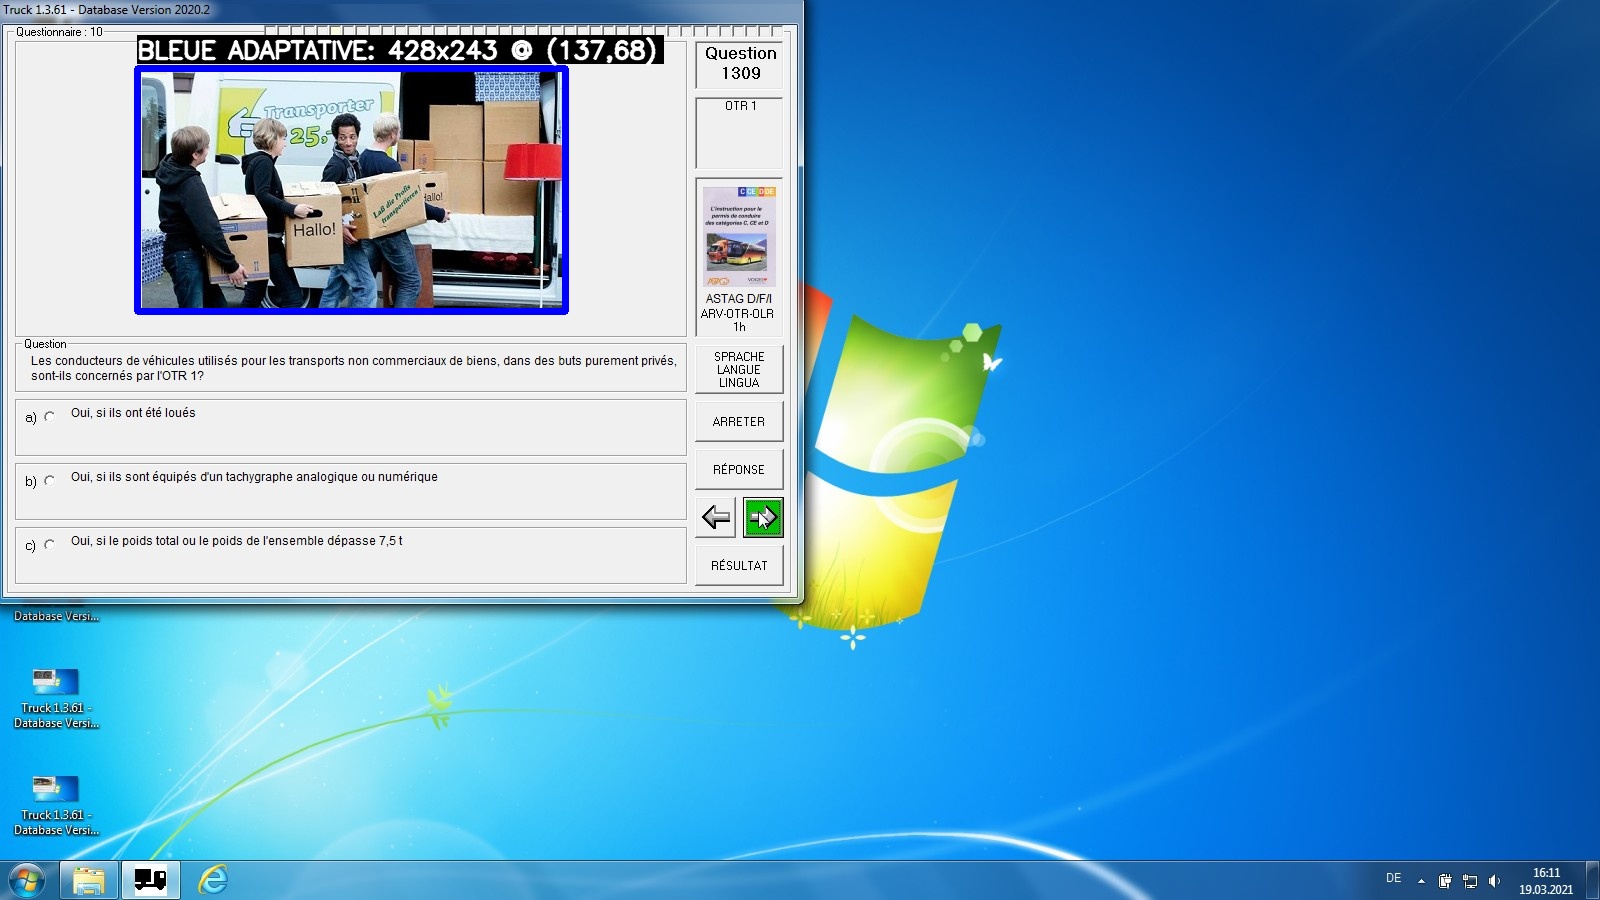 Truck 1.3.61 - Database Version 2020.2
Questionnaire : 10
BLEUE ADAPTATIVE: 428x243 @ (137,68)
Transporter
25,-
Hallo!
Laß die Profis
transportieren!
Hallo!
Question
1309
OTR 1
C CE D DE
L'instruction pour le
permis de conduire
des catégories C, CE et D
ASTAG D/F/I
ARV-OTR-OLR
1h
Question
Les conducteurs de véhicules utilisés pour les transports non commerciaux de biens, dans des buts purement privés,
sont-ils concernés par l'OTR 1?
a) Oui, si ils ont été loués
b) Oui, si ils sont équipés d'un tachygraphe analogique ou numérique
c) Oui, si le poids total ou le poids de l'ensemble dépasse 7,5 t
SPRACHE
LANGUE
LINGUA
ARRETER
RÉPONSE
RÉSULTAT
Database Versi...
Truck 1.3.61 -
Database Versi...
Truck 1.3.61 -
Database Versi...
DE
16:11
19.03.2021